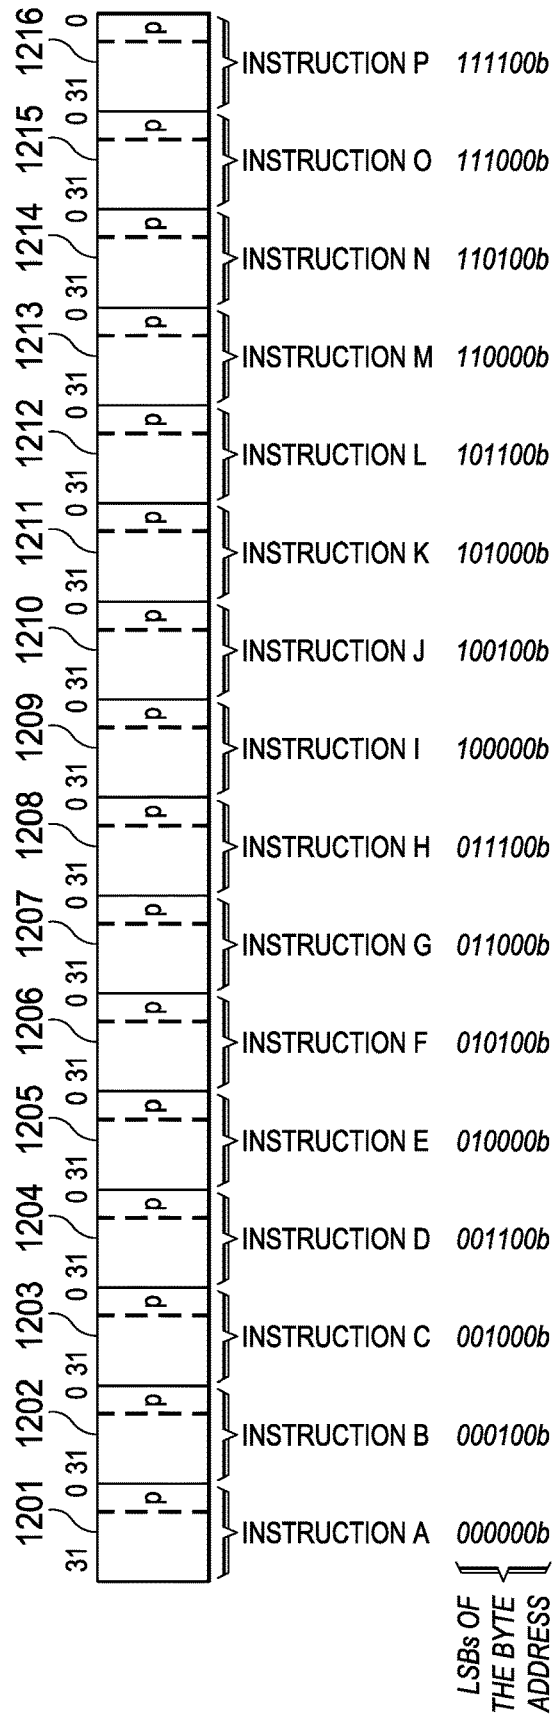 1216 0
p
INSTRUCTION P 111100b
0 31
1215
p
INSTRUCTION O 111000b
0 31
1214
p
INSTRUCTION N 110100b
0 31
1213
p
INSTRUCTION M 110000b
0 31
1212
p
INSTRUCTION L 101100b
0 31
1211
p
INSTRUCTION K 101000b
0 31
1210
p
INSTRUCTION J 100100b
0 31
1209
p
INSTRUCTION I 100000b
0 31
1208
p
INSTRUCTION H 011100b
0 31
1207
p
INSTRUCTION G 011000b
0 31
1206
p
INSTRUCTION F 010100b
0 31
1205
p
INSTRUCTION E 010000b
0 31
1204
p
INSTRUCTION D 001100b
0 31
1203
p
INSTRUCTION C 001000b
0 31
1202
p
INSTRUCTION B 000100b
0 31
1201
p
INSTRUCTION A 000000b
31
LSBs OF
THE BYTE
ADDRESS